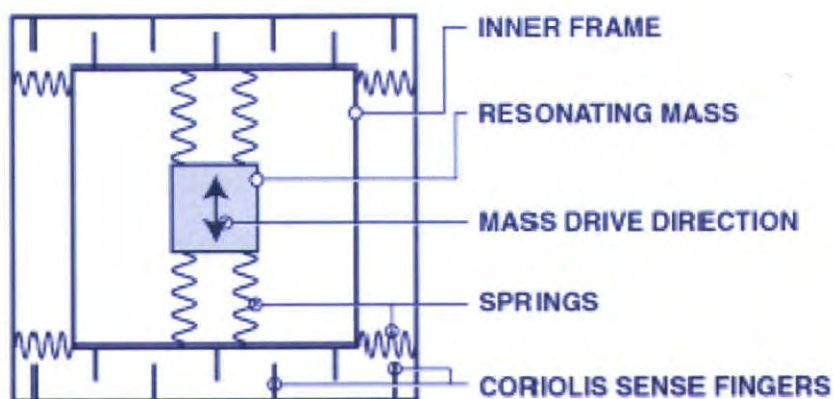 INNER FRAME
RESONATING MASS
MASS DRIVE DIRECTION
SPRINGS
CORIOLIS SENSE FINGERS